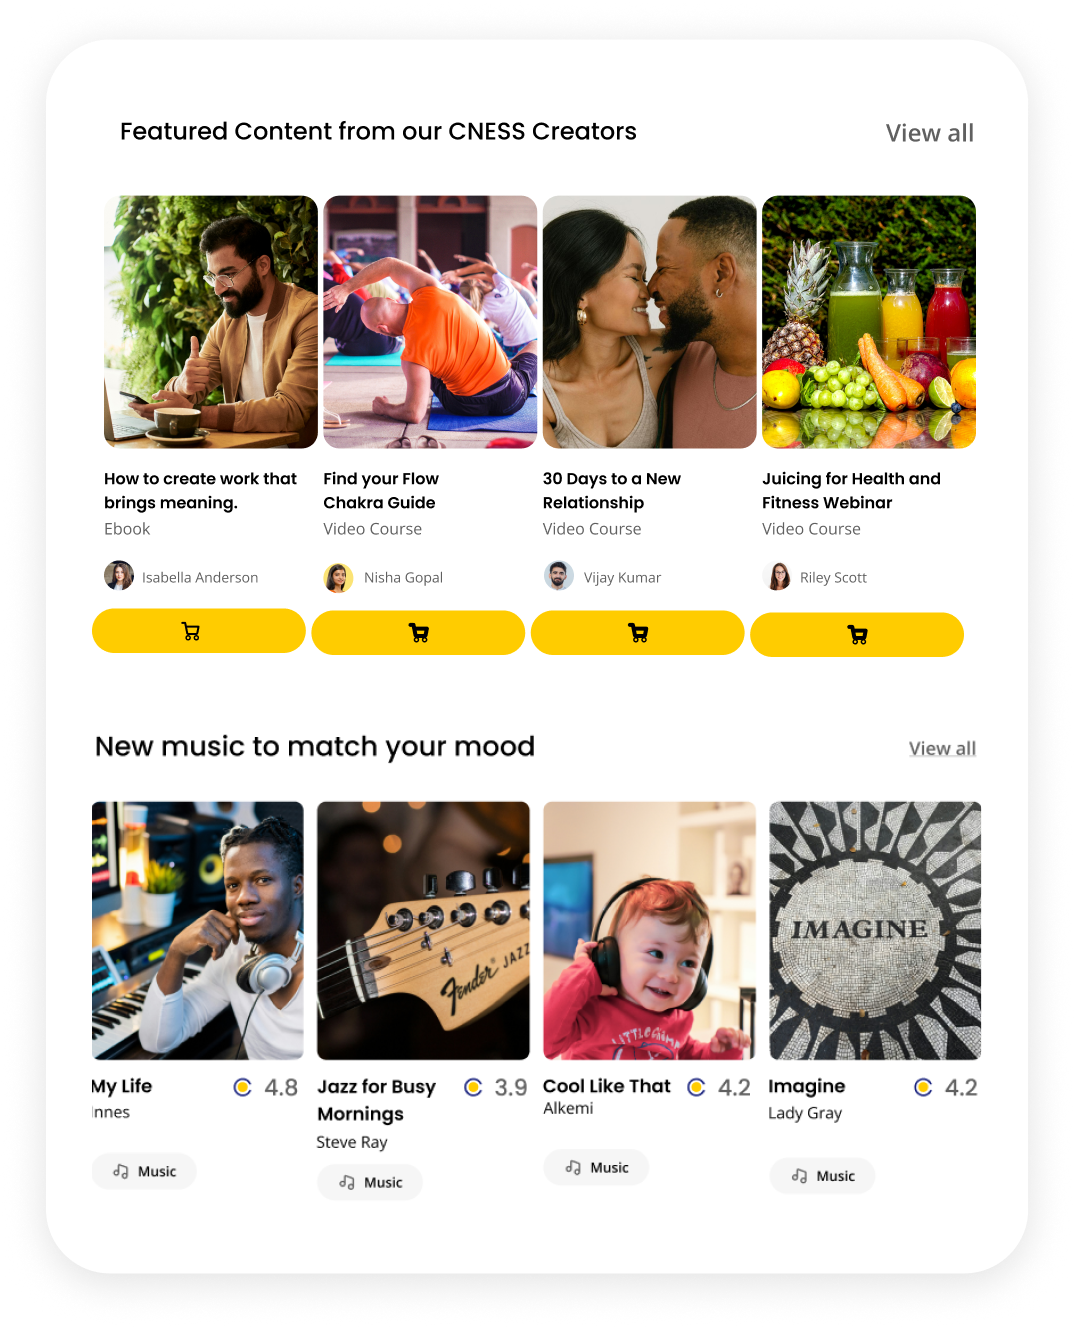 Featured Content from our CNESS Creators
View all
How to create work that
brings meaning.
Ebook
Isabella Anderson
Find your Flow
Chakra Guide
Video Course
Nisha Gopal
30 Days to a New
Relationship
Video Course
Vijay Kumar
Juicing for Health and
Fitness Webinar
Video Course
Riley Scott
New music to match your mood
View all
Fender JAZZ
IMAGINE
My Life
4.8
Innes
Music
Jazz for Busy
Mornings
3.9
Steve Ray
Music
Cool Like That
4.2
Alkemi
Music
Imagine
4.2
Lady Gray
Music